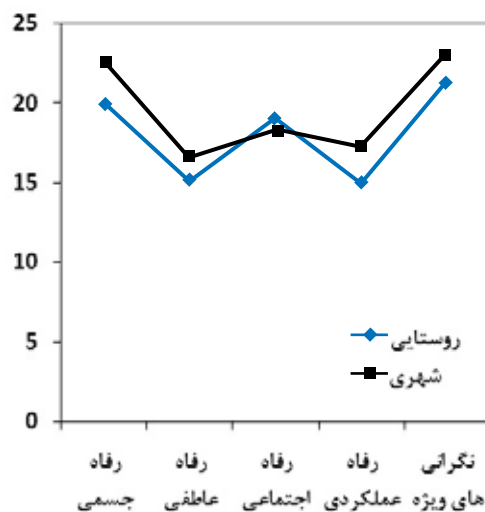 25
20
15
10
5
0
روستایی
شهری
رفاه جسمی
رفاه عاطفی
رفاه اجتماعی
رفاه عملکردی
نگرانی های ویژه